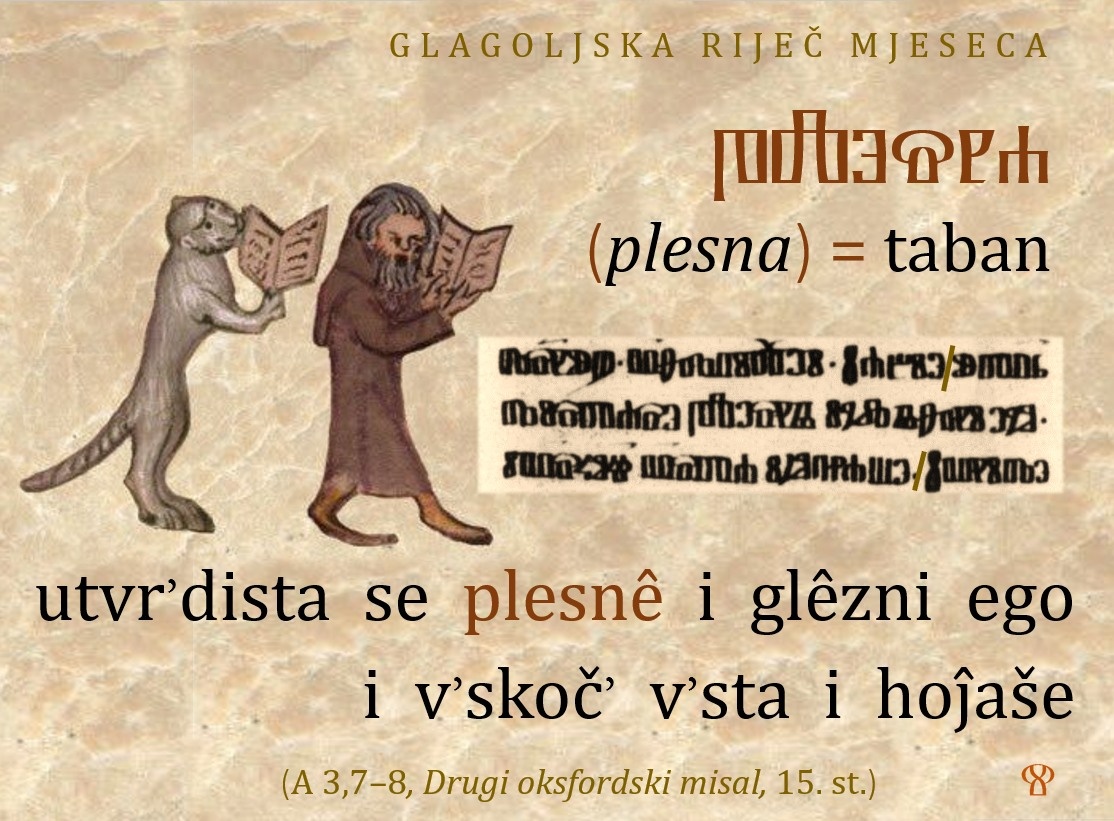 GLAGOLJSKA RIJEČ MJESECA
ⱂⰾⰵⱄⱀⰰ
(plesna) = taban
utvr’dista se plesnê i glêzni ego
i v’skoč’ v’sta i hoĵaše
(A 3,7–8, Drugi oksfordski misal, 15. st.)